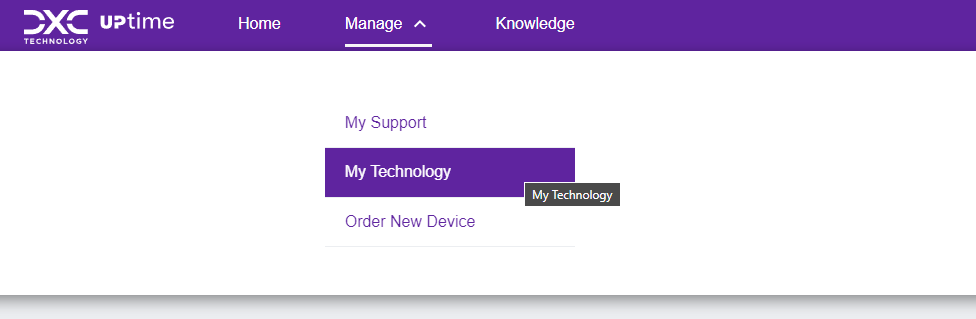 DXC TECHNOLOGY UPtime Home Manage Knowledge
My Support
My Technology
My Technology
Order New Device